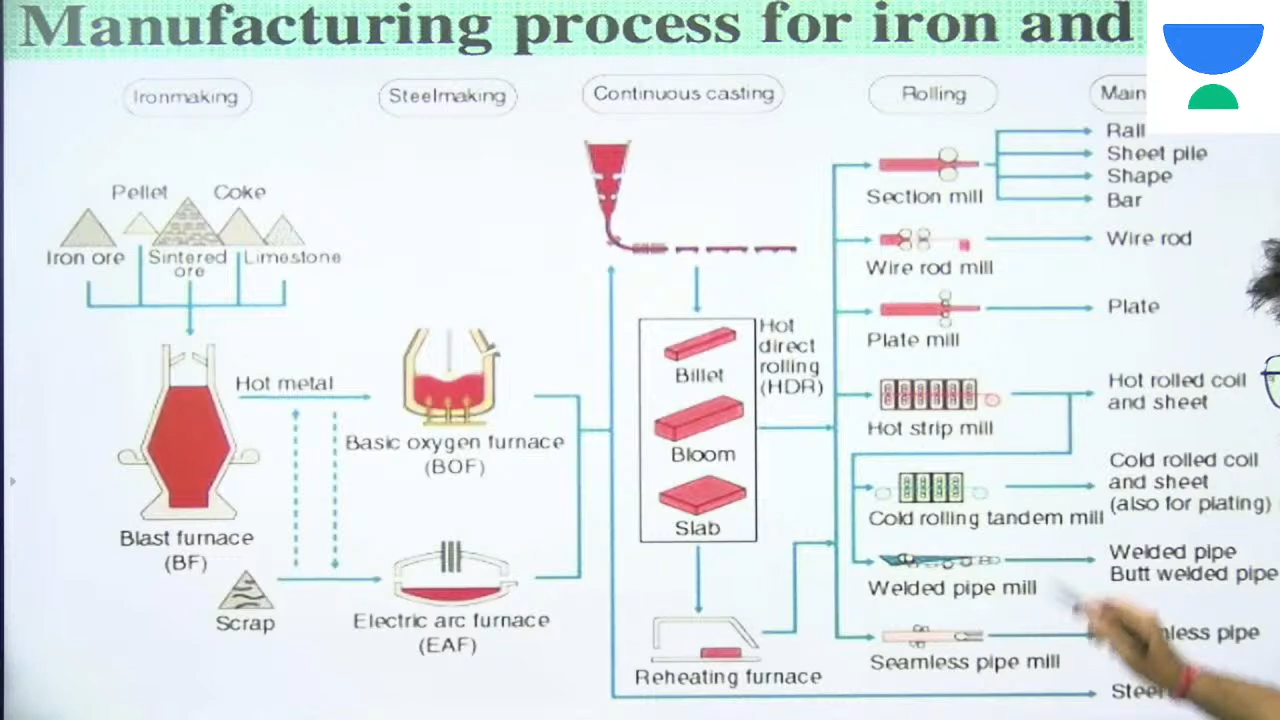 Manufacturing process for iron and
Ironmaking
Steelmaking
Continuous casting
Rolling
Main
Pellet
Coke
Iron ore
Sintered
ore
Limestone
Hot metal
Blast furnace
(BF)
Scrap
Basic oxygen furnace
(BOF)
Electric arc furnace
(EAF)
Billet
Bloom
Slab
Hot
direct
rolling
(HDR)
Reheating furnace
Section mill
Wire rod mill
Plate mill
Hot strip mill
Cold rolling tandem mill
Welded pipe mill
Seamless pipe mill
Rail
Sheet pile
Shape
Bar
Wire rod
Plate
Hot rolled coil
and sheet
Cold rolled coil
and sheet
(also for plating)
Welded pipe
Butt welded pipe
pipe